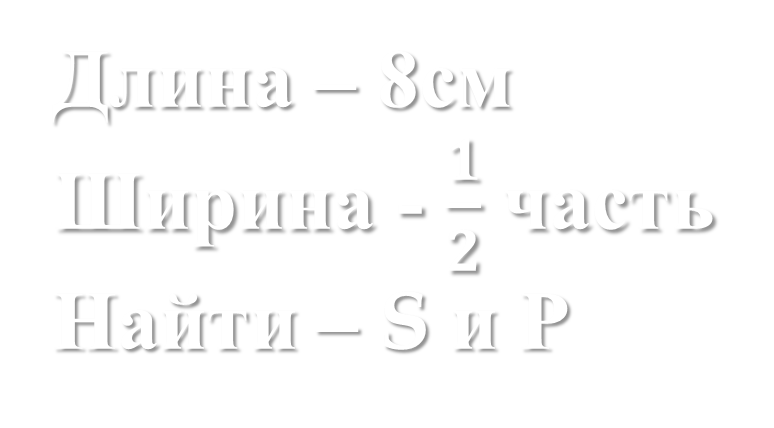 Длина – 8см
Ширина - 1/2 часть
Найти – S и P